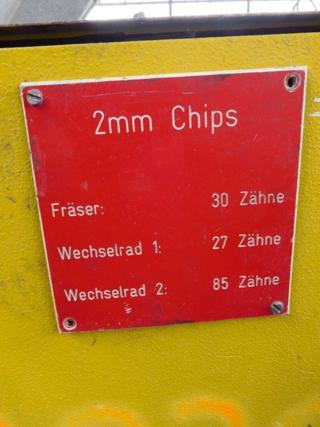 2mm Chips
Fräser: 30 Zähne
Wechselrad 1: 27 Zähne
Wechselrad 2: 85 Zähne